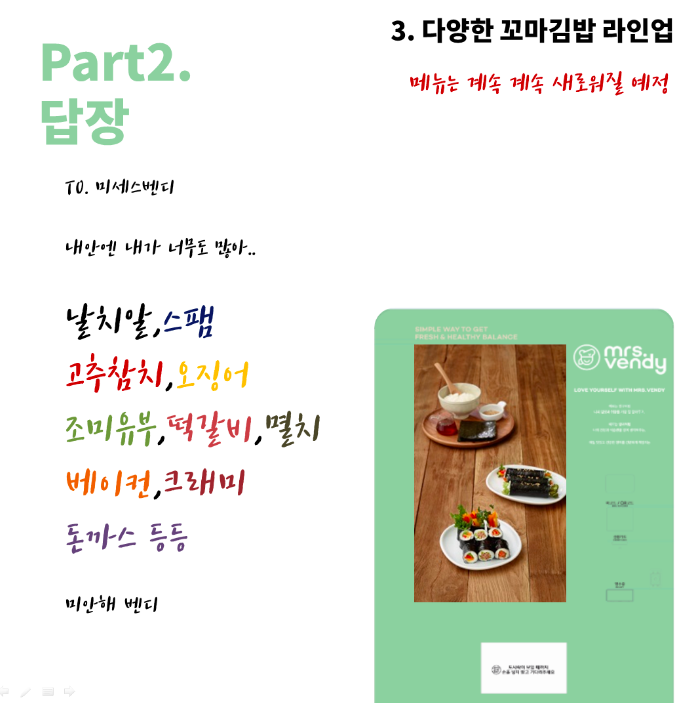 Part2.
답장
TO. 미세스벤디
내안엔 내가 너무도 많아..
날치알,스팸
고추참치,오징어
조미유부,떡갈비,멸치
베이컨,크래미
돈까스 등등
미안해 벤디
3. 다양한 꼬마김밥 라인업
메뉴는 계속 계속 새로워질 예정
SIMPLE WAY TO GET
FRESH & HEALTHY BALANCE
mrs.
vendy
LOVE YOURSELF WITH MRS. VENDY